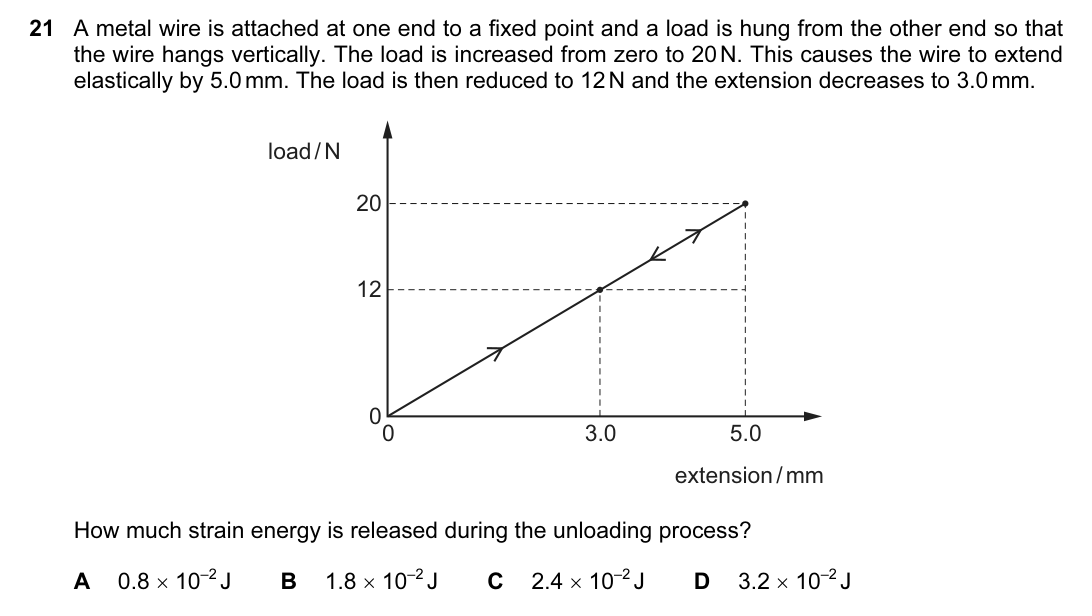 21 A metal wire is attached at one end to a fixed point and a load is hung from the other end so that
the wire hangs vertically. The load is increased from zero to 20 N. This causes the wire to extend
elastically by 5.0 mm. The load is then reduced to 12 N and the extension decreases to 3.0 mm.
load / N
20
12
0
0 3.0 5.0
extension / mm
How much strain energy is released during the unloading process?
A 0.8 × 10⁻² J B 1.8 × 10⁻² J C 2.4 × 10⁻² J D 3.2 × 10⁻² J